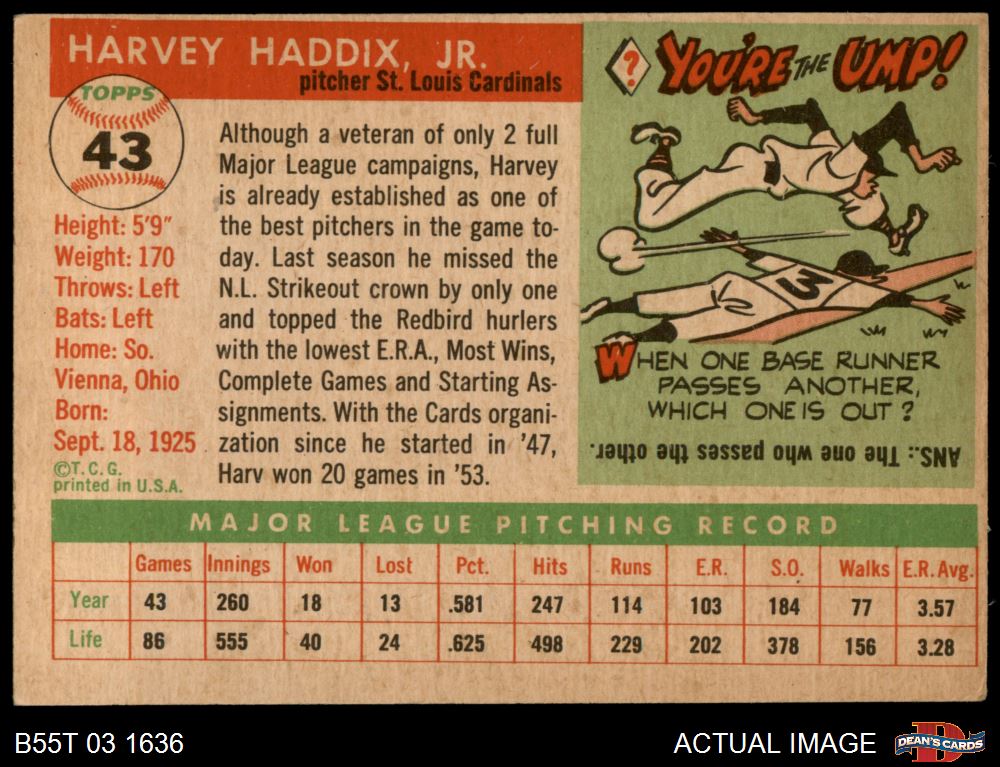 HARVEY HADDIX, JR.
pitcher St. Louis Cardinals
TOPPS
43
Height: 5'9"
Weight: 170
Throws: Left
Bats: Left
Home: So.
Vienna, Ohio
Born:
Sept. 18, 1925
©T.C.G.
printed in U.S.A.
Although a veteran of only 2 full
Major League campaigns, Harvey
is already established as one of
the best pitchers in the game to-
day. Last season he missed the
N.L. Strikeout crown by only one
and topped the Redbird hurlers
with the lowest E.R.A., Most Wins,
Complete Games and Starting As-
signments. With the Cards organi-
zation since he started in '47,
Harv won 20 games in '53.
? YOU'RE THE UMP!
3
WHEN ONE BASE RUNNER
PASSES ANOTHER,
WHICH ONE IS OUT?
ANS.: The one who passes the other.
MAJOR LEAGUE PITCHING RECORD
Games Innings Won Lost Pct. Hits Runs E.R. S.O. Walks E.R.Avg.
Year 43 260 18 13 .581 247 114 103 184 77 3.57
Life 86 555 40 24 .625 498 229 202 378 156 3.28
B55T 03 1636
ACTUAL IMAGE
D
DEAN'S CARDS